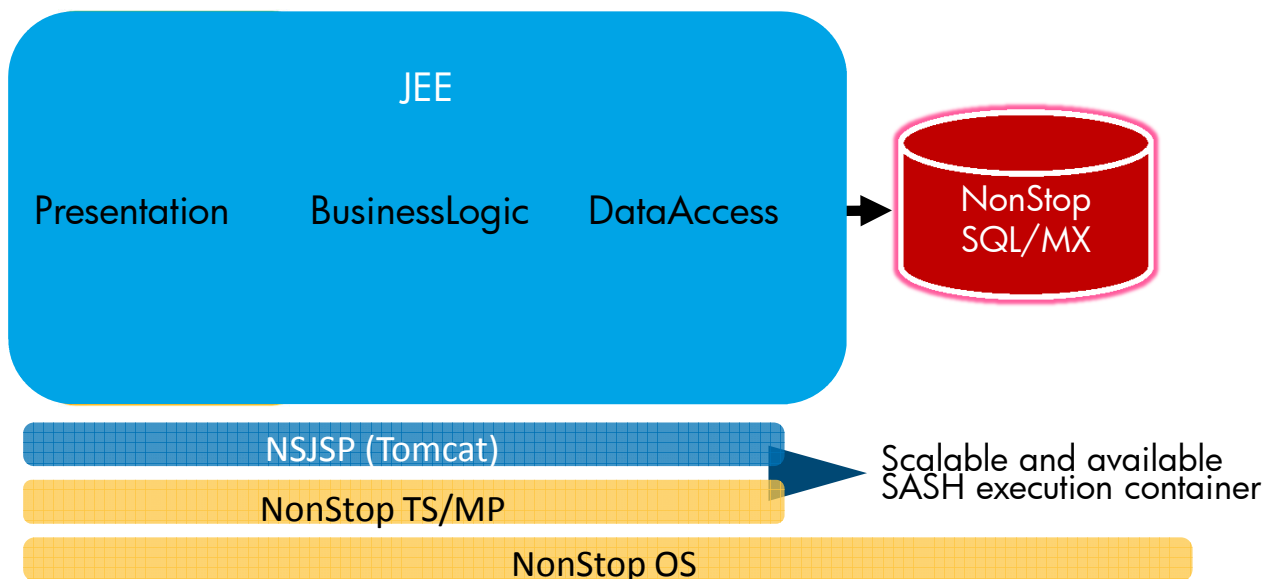 JEE
Presentation
BusinessLogic
DataAccess
NonStop
SQL/MX
NSJSP (Tomcat)
Scalable and available
SASH execution container
NonStop TS/MP
NonStop OS